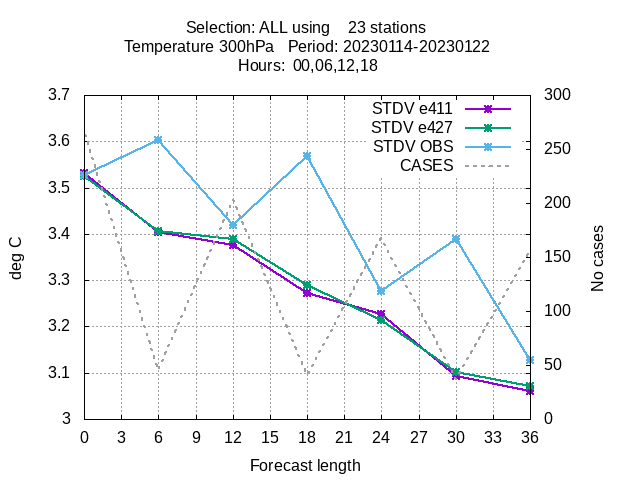 Selection: ALL using    23 stations
Temperature 300hPa   Period: 20230114-20230122
Hours:  00,06,12,18
3.7 300
STDV e411
STDV e427
STDV OBS
CASES
3.6 250
3.5 200
3.4
3.3 150
3.2 100
3.1 50
3 0
deg C
No cases
0 3 6 9 12 15 18 21 24 27 30 33 36
Forecast length